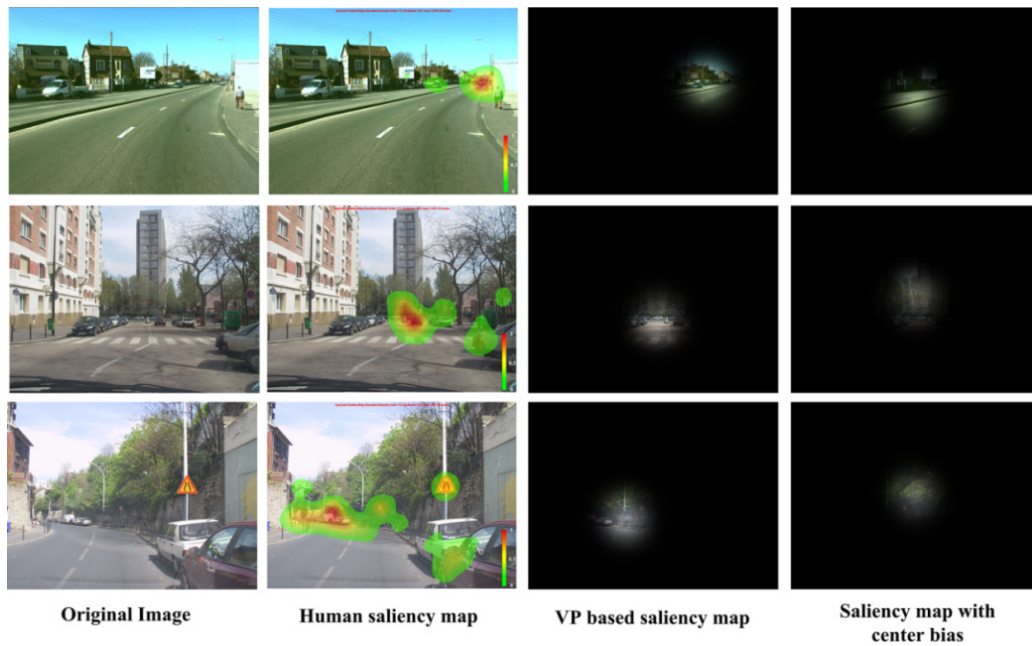 Original Image
Human saliency map
VP based saliency map
Saliency map with
center bias